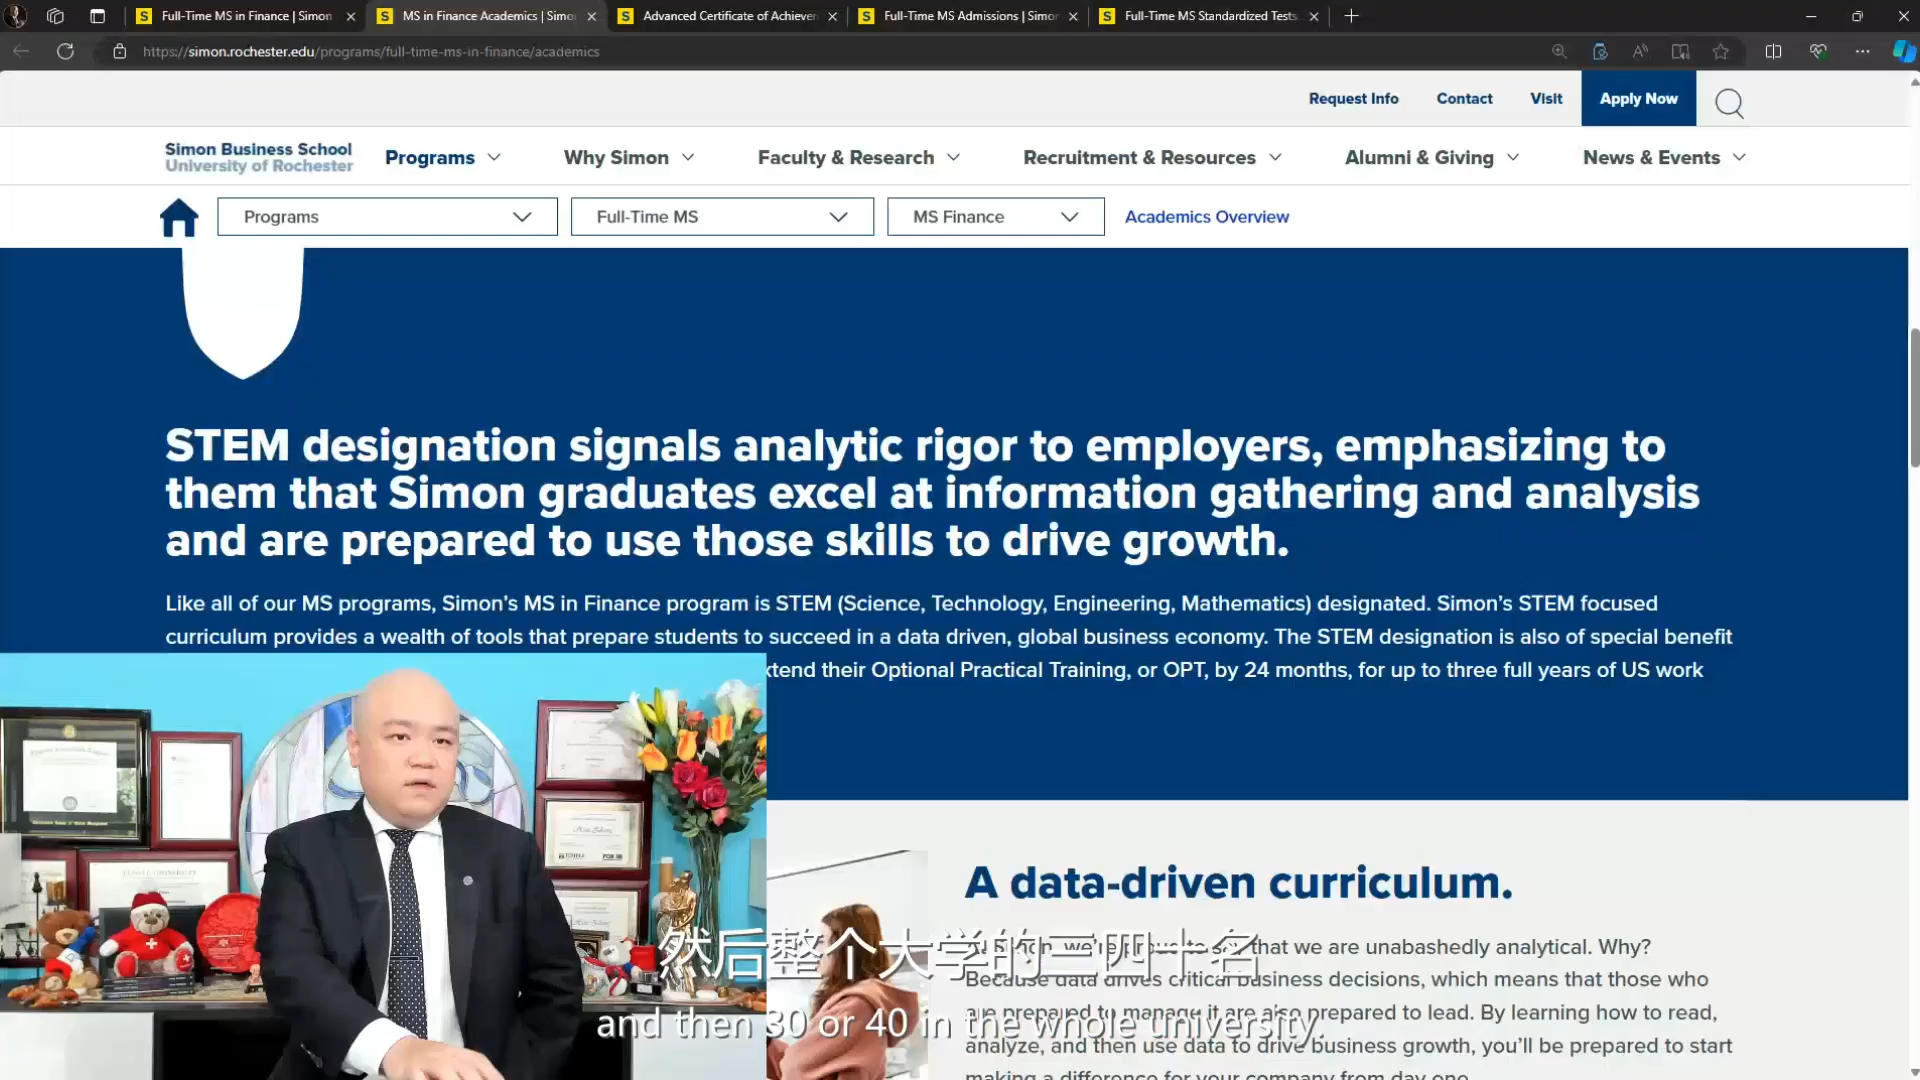 Full-Time MS in Finance | Simon
MS in Finance Academics | Simo
Advanced Certificate of Achieve
Full-Time MS Admissions | Simon
Full-Time MS Standardized Tests
https://simon.rochester.edu/programs/full-time-ms-in-finance/academics
Request Info
Contact
Visit
Apply Now
Simon Business School
University of Rochester
Programs
Why Simon
Faculty & Research
Recruitment & Resources
Alumni & Giving
News & Events
Programs
Full-Time MS
MS Finance
Academics Overview
STEM designation signals analytic rigor to employers, emphasizing to
them that Simon graduates excel at information gathering and analysis
and are prepared to use those skills to drive growth.
Like all of our MS programs, Simon's MS in Finance program is STEM (Science, Technology, Engineering, Mathematics) designated. Simon's STEM focused
curriculum provides a wealth of tools that prepare students to succeed in a data driven, global business economy. The STEM designation is also of special benefit
xtend their Optional Practical Training, or OPT, by 24 months, for up to three full years of US work
A data-driven curriculum.
that we are unabashedly analytical. Why?
Because data drives critical business decisions, which means that those who
are prepared to manage it are also prepared to lead. By learning how to read,
analyze, and then use data to drive business growth, you'll be prepared to start
making a difference for your company from day one.
然后整个大学的三四十名
and then 30 or 40 in the whole university.